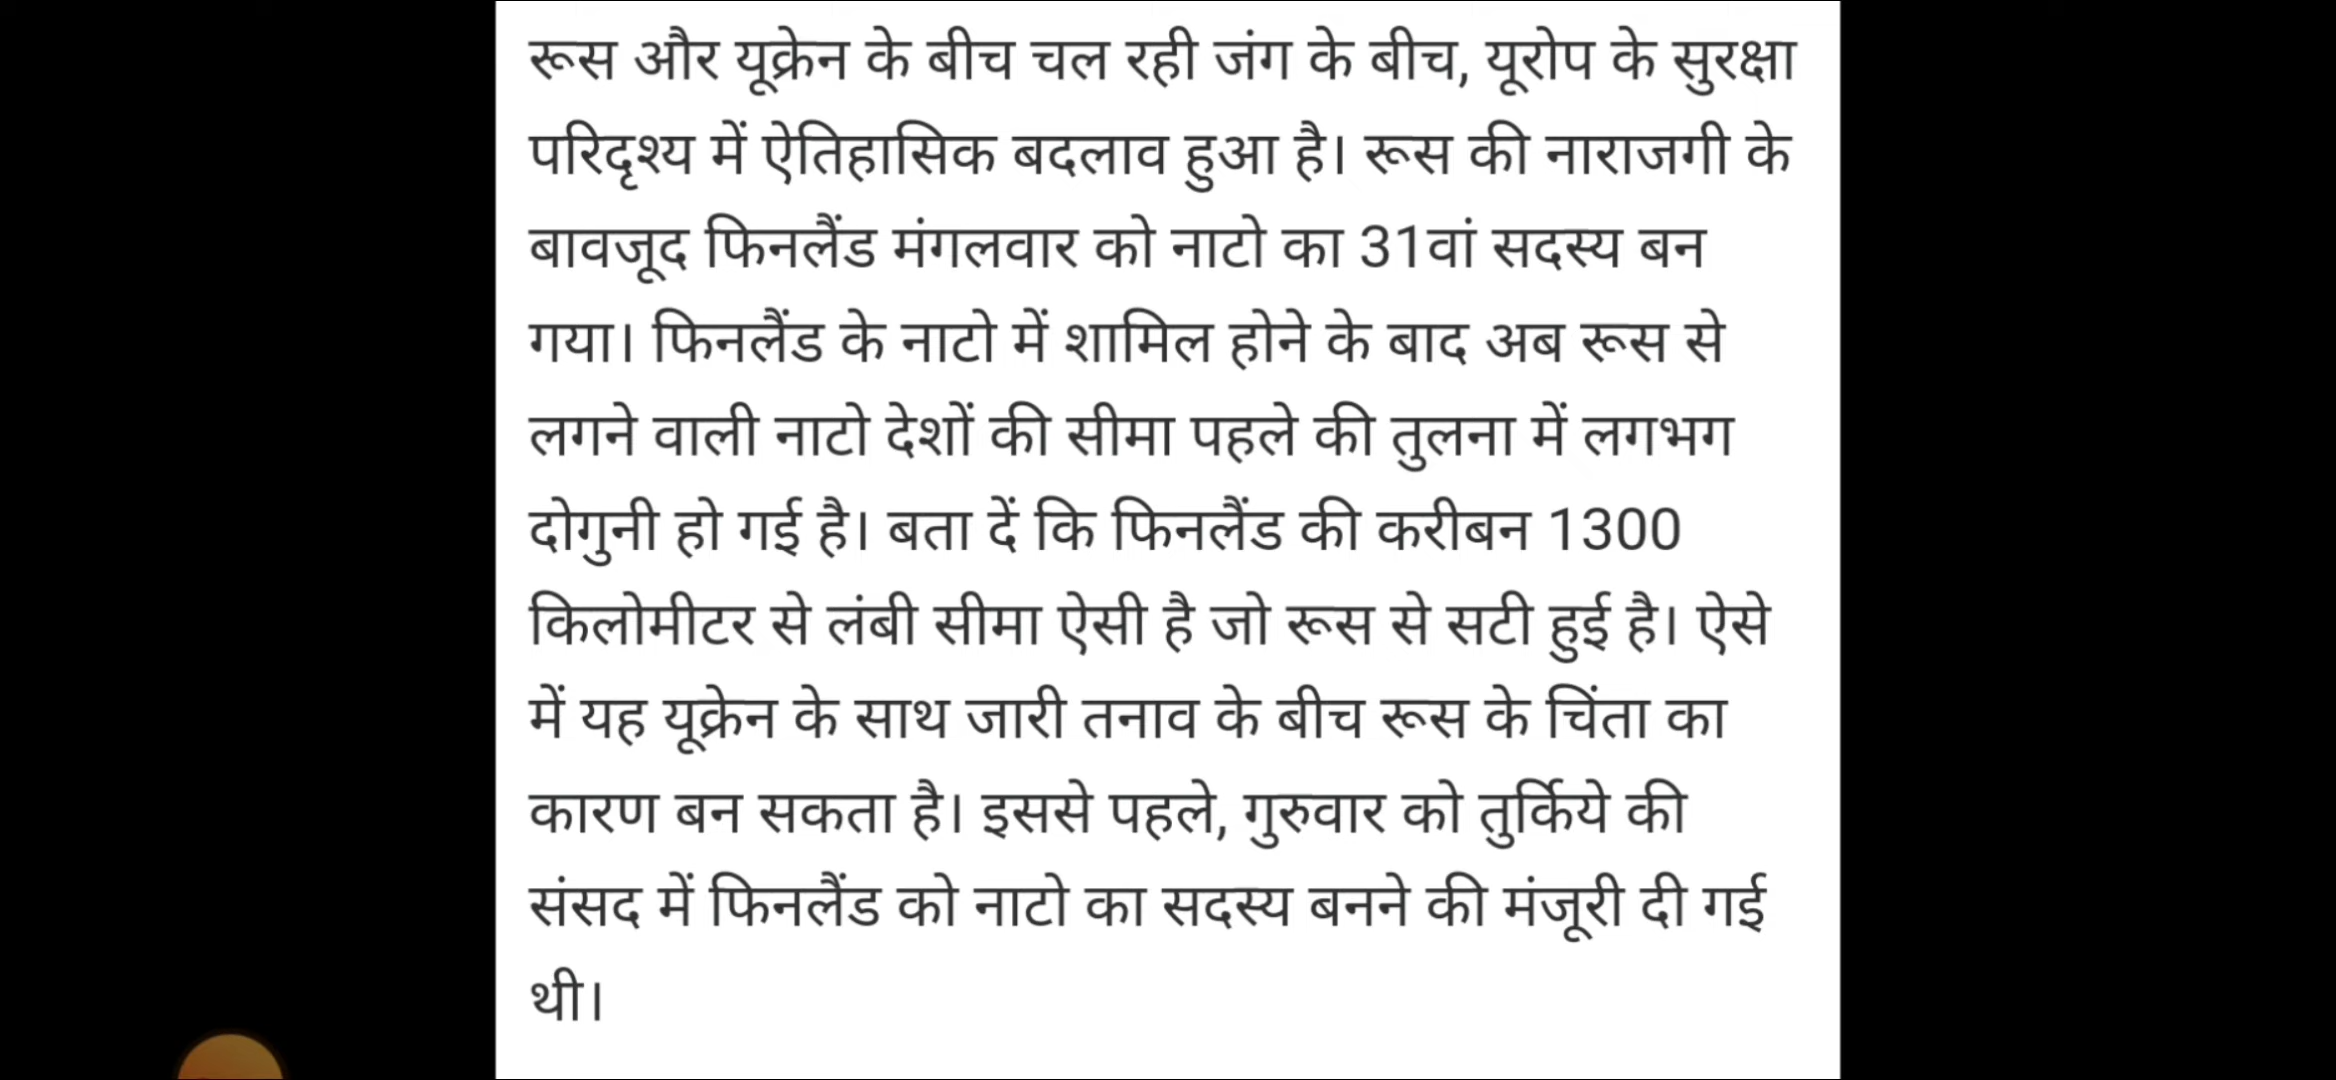 रूस और यूक्रेन के बीच चल रही जंग के बीच, यूरोप के सुरक्षा
परिदृश्य में ऐतिहासिक बदलाव हुआ है। रूस की नाराजगी के
बावजूद फिनलैंड मंगलवार को नाटो का 31वां सदस्य बन
गया। फिनलैंड के नाटो में शामिल होने के बाद अब रूस से
लगने वाली नाटो देशों की सीमा पहले की तुलना में लगभग
दोगुनी हो गई है। बता दें कि फिनलैंड की करीबन 1300
किलोमीटर से लंबी सीमा ऐसी है जो रूस से सटी हुई है। ऐसे
में यह यूक्रेन के साथ जारी तनाव के बीच रूस के चिंता का
कारण बन सकता है। इससे पहले, गुरुवार को तुर्किये की
संसद में फिनलैंड को नाटो का सदस्य बनने की मंजूरी दी गई
थी।